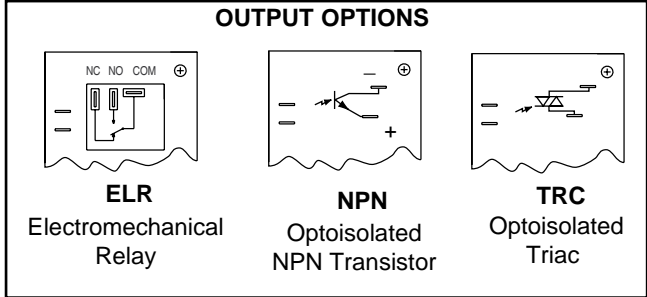 OUTPUT OPTIONS
NC NO COM
ELR
Electromechanical
Relay
−
+
NPN
Optoisolated
NPN Transistor
TRC
Optoisolated
Triac